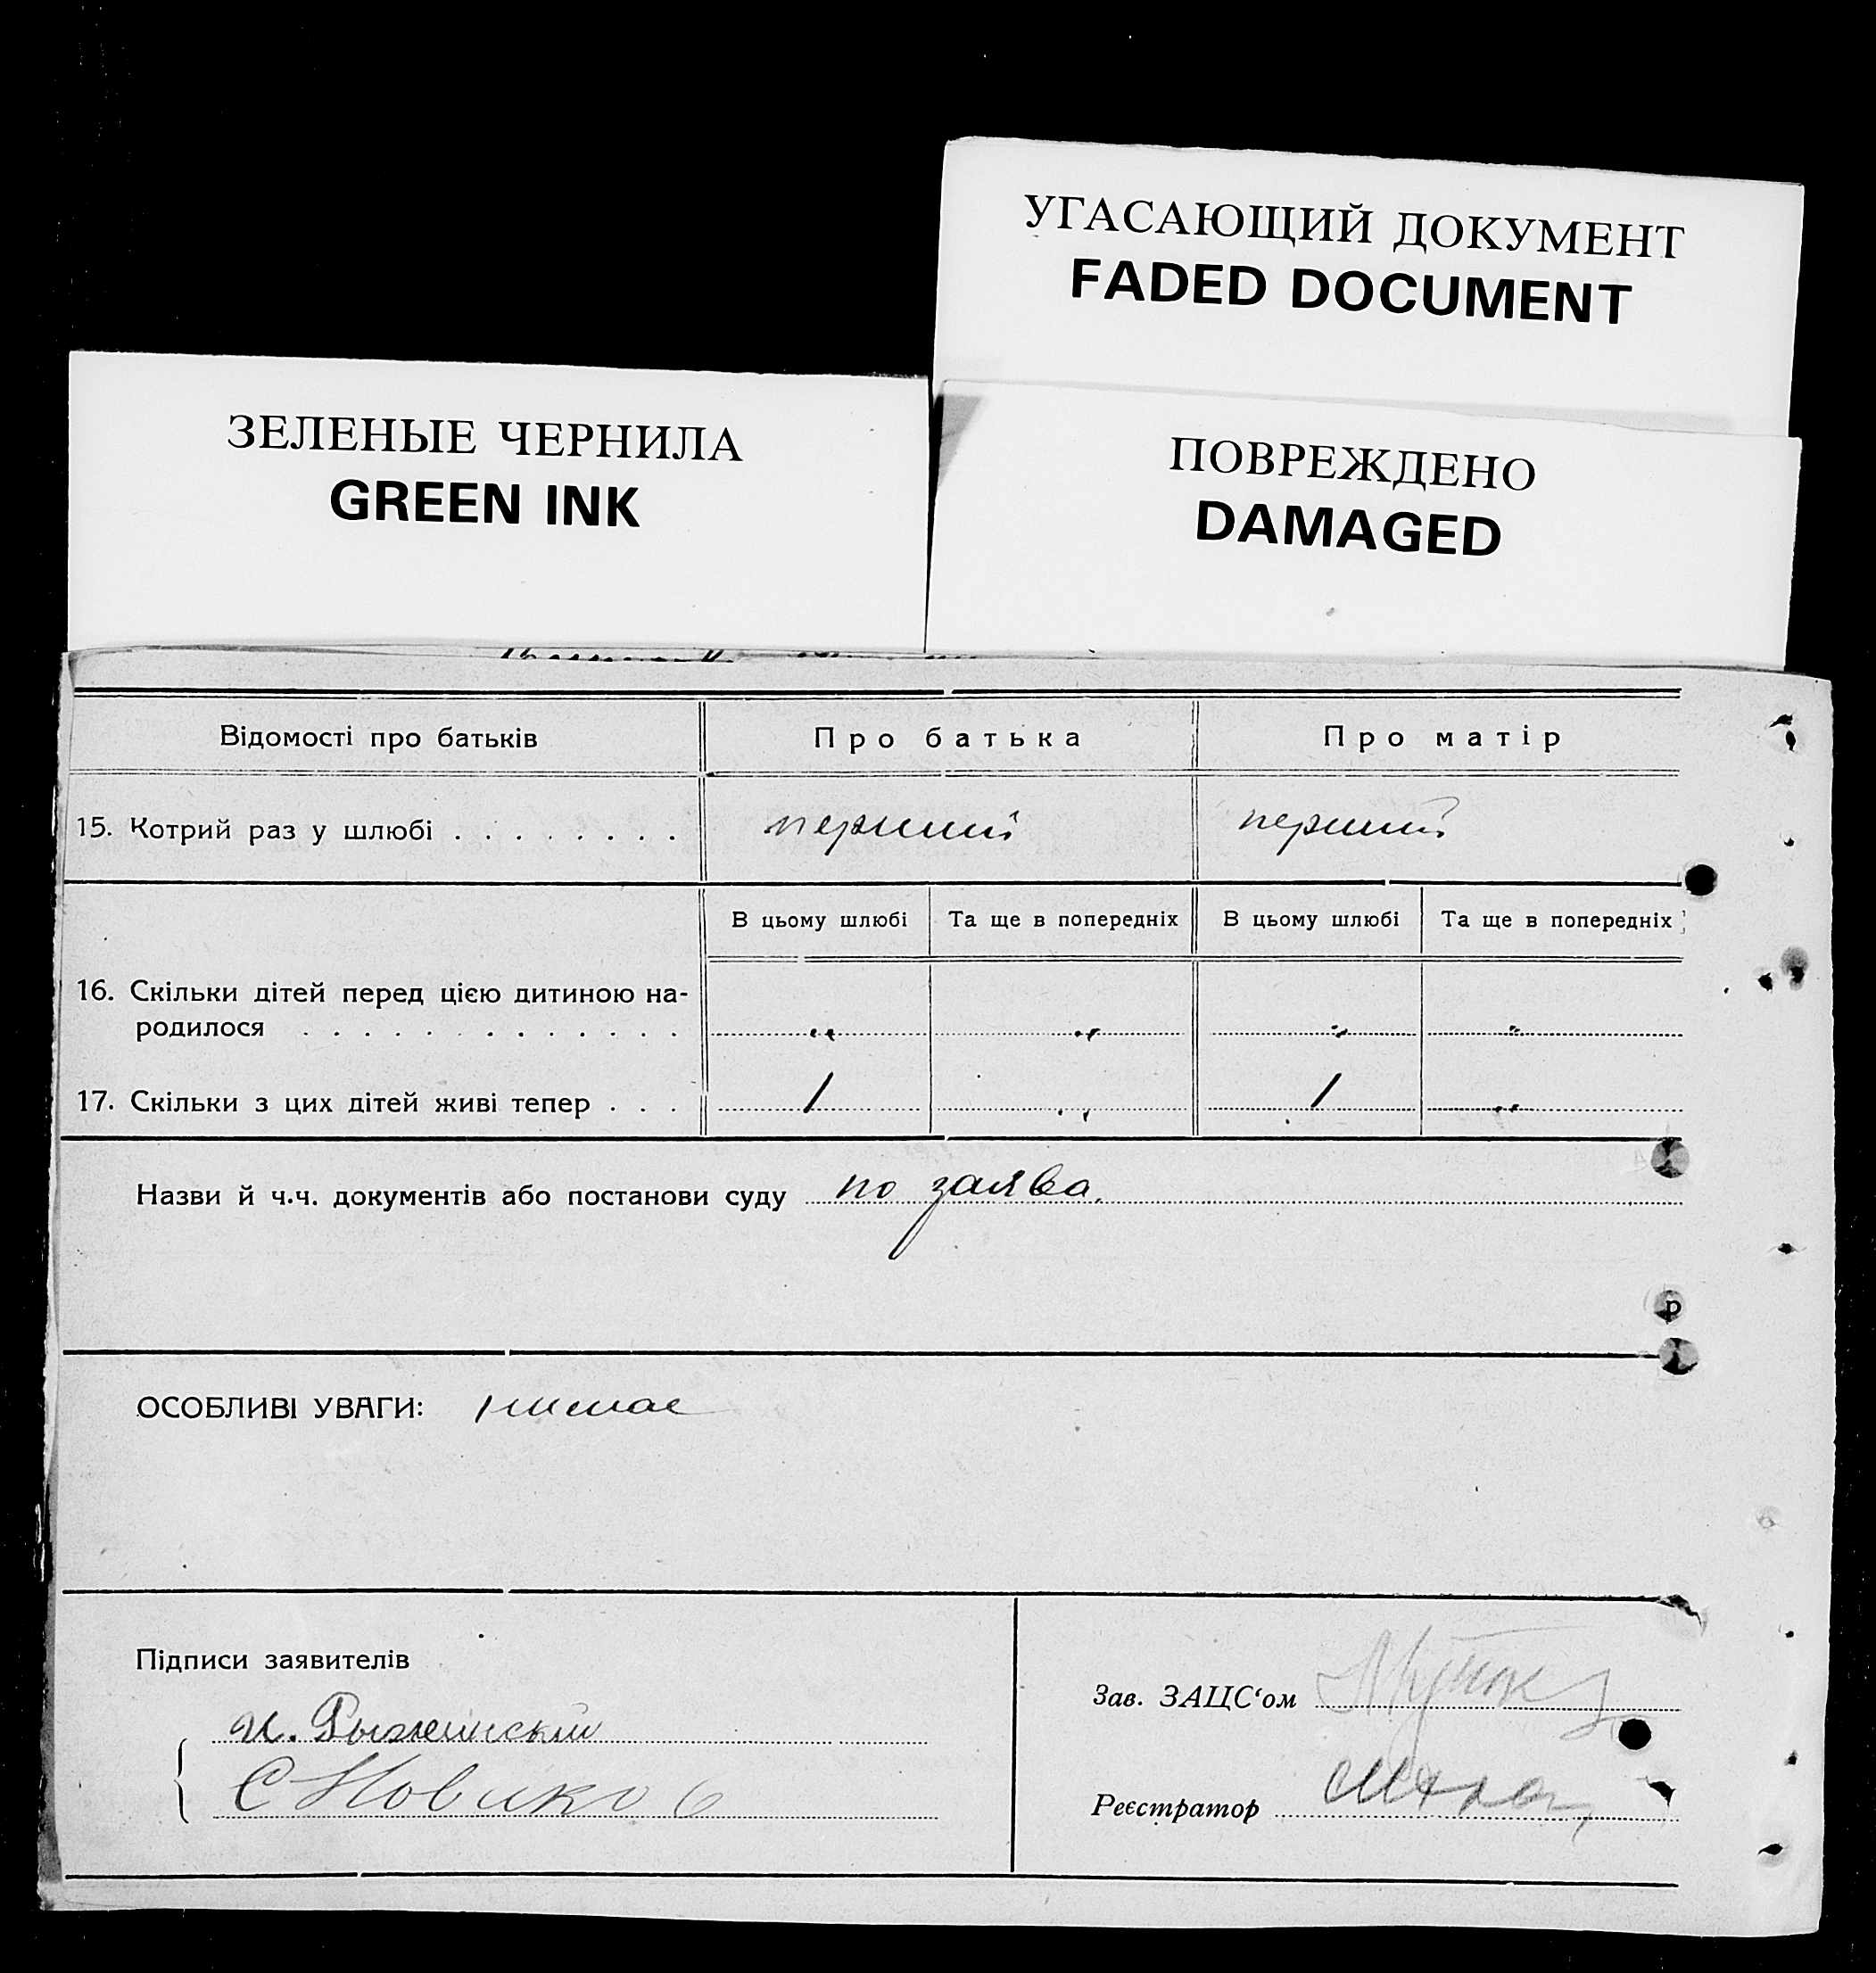 УГАСАЮЩИЙ ДОКУМЕНТ
FADED DOCUMENT
ЗЕЛЕНЫЕ ЧЕРНИЛА
GREEN INK
ПОВРЕЖДЕНО
DAMAGED
Відомості про батьків Про батька Про матір
15. Котрий раз у шлюбі . . . . . . . . перший перший
В цьому шлюбі Та ще в попередніх В цьому шлюбі Та ще в попередніх
16. Скільки дітей перед цією дитиною на-
родилося . . . . . . . . . . . . . „ „ „ „
17. Скільки з цих дітей живі тепер . . . 1 „ 1 „
Назви й ч.ч. документів або постанови суду по заява.
р
ОСОБЛИВІ УВАГИ: нимае
Підписи заявителів
Зав. ЗАЦС‘ом
С Новиков
Реєстратор